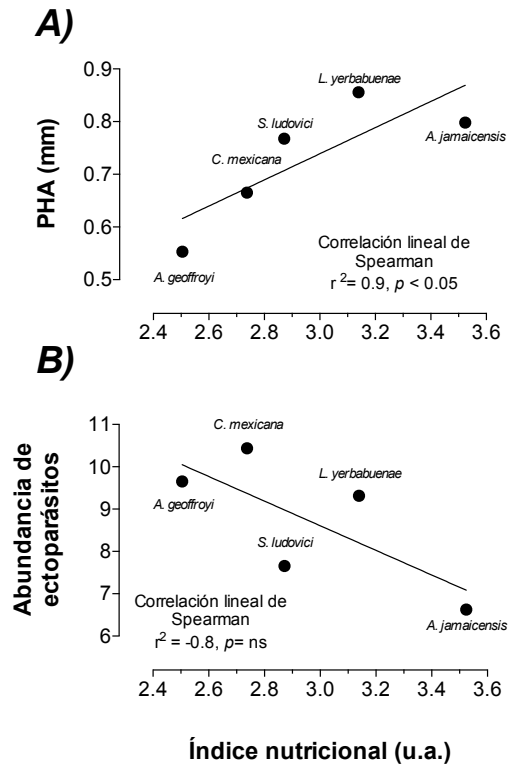 A)
PHA (mm)
0.9
0.8
0.7
0.6
0.5
L. yerbabuenae
S. ludovici
A. jamaicensis
C. mexicana
A. geoffroyi
Correlación lineal de
Spearman
r ²= 0.9, p < 0.05
2.4 2.6 2.8 3.0 3.2 3.4 3.6
B)
Abundancia de
ectoparásitos
11
10
9
8
7
6
C. mexicana
L. yerbabuenae
A. geoffroyi
S. ludovici
A. jamaicensis
Correlación lineal de
Spearman
r² = -0.8, p= ns
2.4 2.6 2.8 3.0 3.2 3.4 3.6
Índice nutricional (u.a.)